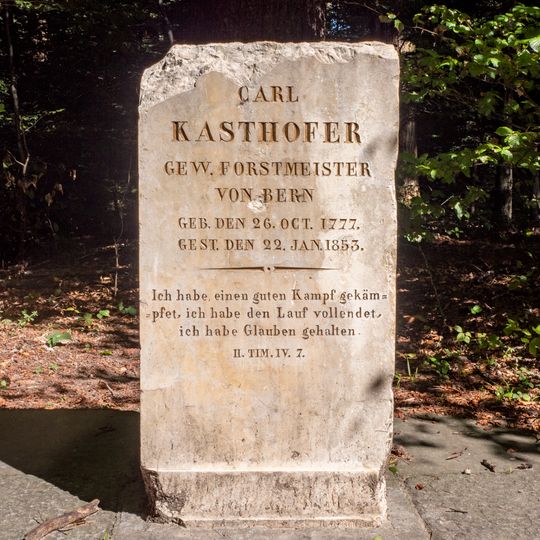 CARL
KASTHOFER
GEW. FORSTMEISTER
VON BERN
GEB. DEN 26. OCT. 1777.
GEST. DEN 22. JAN. 1853.
Ich habe einen guten Kampf gekäm=
=pfet, ich habe den Lauf vollendet,
ich habe Glauben gehalten.
II. TIM. IV. 7.